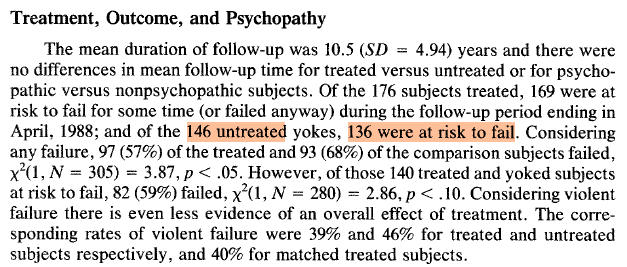 Treatment, Outcome, and Psychopathy
The mean duration of follow-up was 10.5 (SD = 4.94) years and there were
no differences in mean follow-up time for treated versus untreated or for psycho-
pathic versus nonpsychopathic subjects. Of the 176 subjects treated, 169 were at
risk to fail for some time (or failed anyway) during the follow-up period ending in
April, 1988; and of the 146 untreated yokes, 136 were at risk to fail. Considering
any failure, 97 (57%) of the treated and 93 (68%) of the comparison subjects failed,
χ²(1, N = 305) = 3.87, p < .05. However, of those 140 treated and yoked subjects
at risk to fail, 82 (59%) failed, χ²(1, N = 280) = 2.86, p < .10. Considering violent
failure there is even less evidence of an overall effect of treatment. The corre-
sponding rates of violent failure were 39% and 46% for treated and untreated
subjects respectively, and 40% for matched treated subjects.